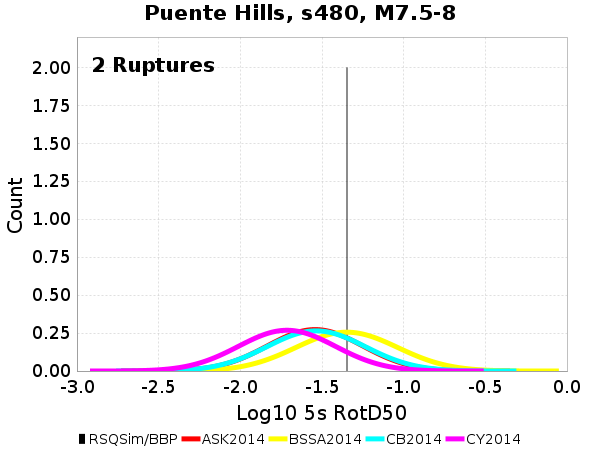 Puente Hills, s480, M7.5-8
2 Ruptures
2.00
1.75
1.50
1.25
1.00
0.75
0.50
0.25
0.00
Count
-3.0 -2.5 -2.0 -1.5 -1.0 -0.5 0.0
Log10 5s RotD50
RSQSim/BBP ASK2014 BSSA2014 CB2014 CY2014